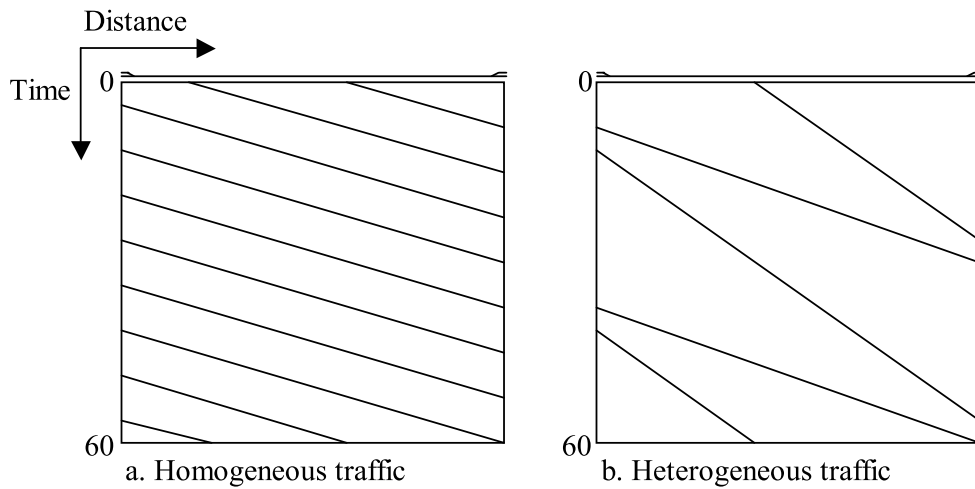 Distance
Time
0
60
a. Homogeneous traffic
0
60
b. Heterogeneous traffic